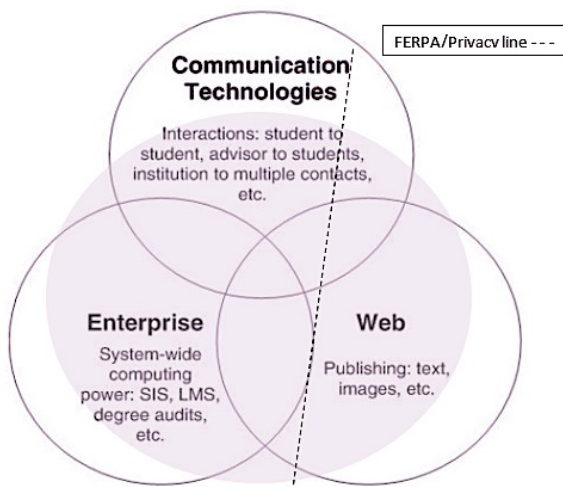 FERPA/Privacy line ---
Communication
Technologies
Interactions: student to
student, advisor to students,
institution to multiple contacts,
etc.
Enterprise
System-wide
computing
power: SIS, LMS,
degree audits,
etc.
Web
Publishing: text,
images, etc.